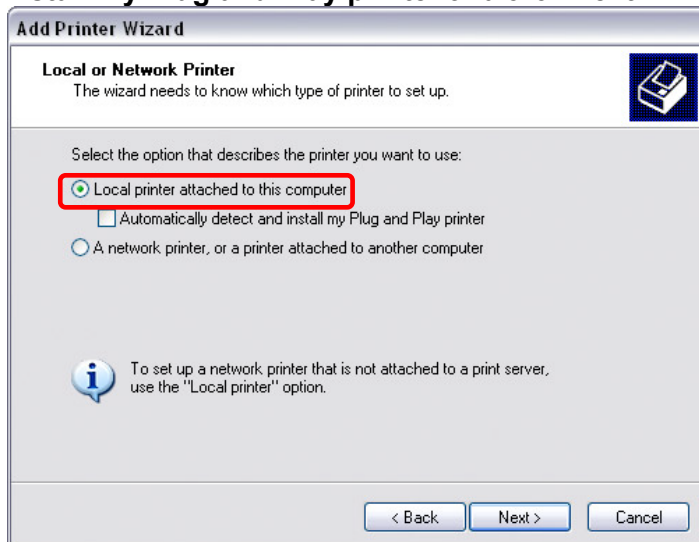 Add Printer Wizard
Local or Network Printer
The wizard needs to know which type of printer to set up.
Select the option that describes the printer you want to use:
Local printer attached to this computer
Automatically detect and install my Plug and Play printer
A network printer, or a printer attached to another computer
To set up a network printer that is not attached to a print server,
use the "Local printer" option.
< Back
Next >
Cancel